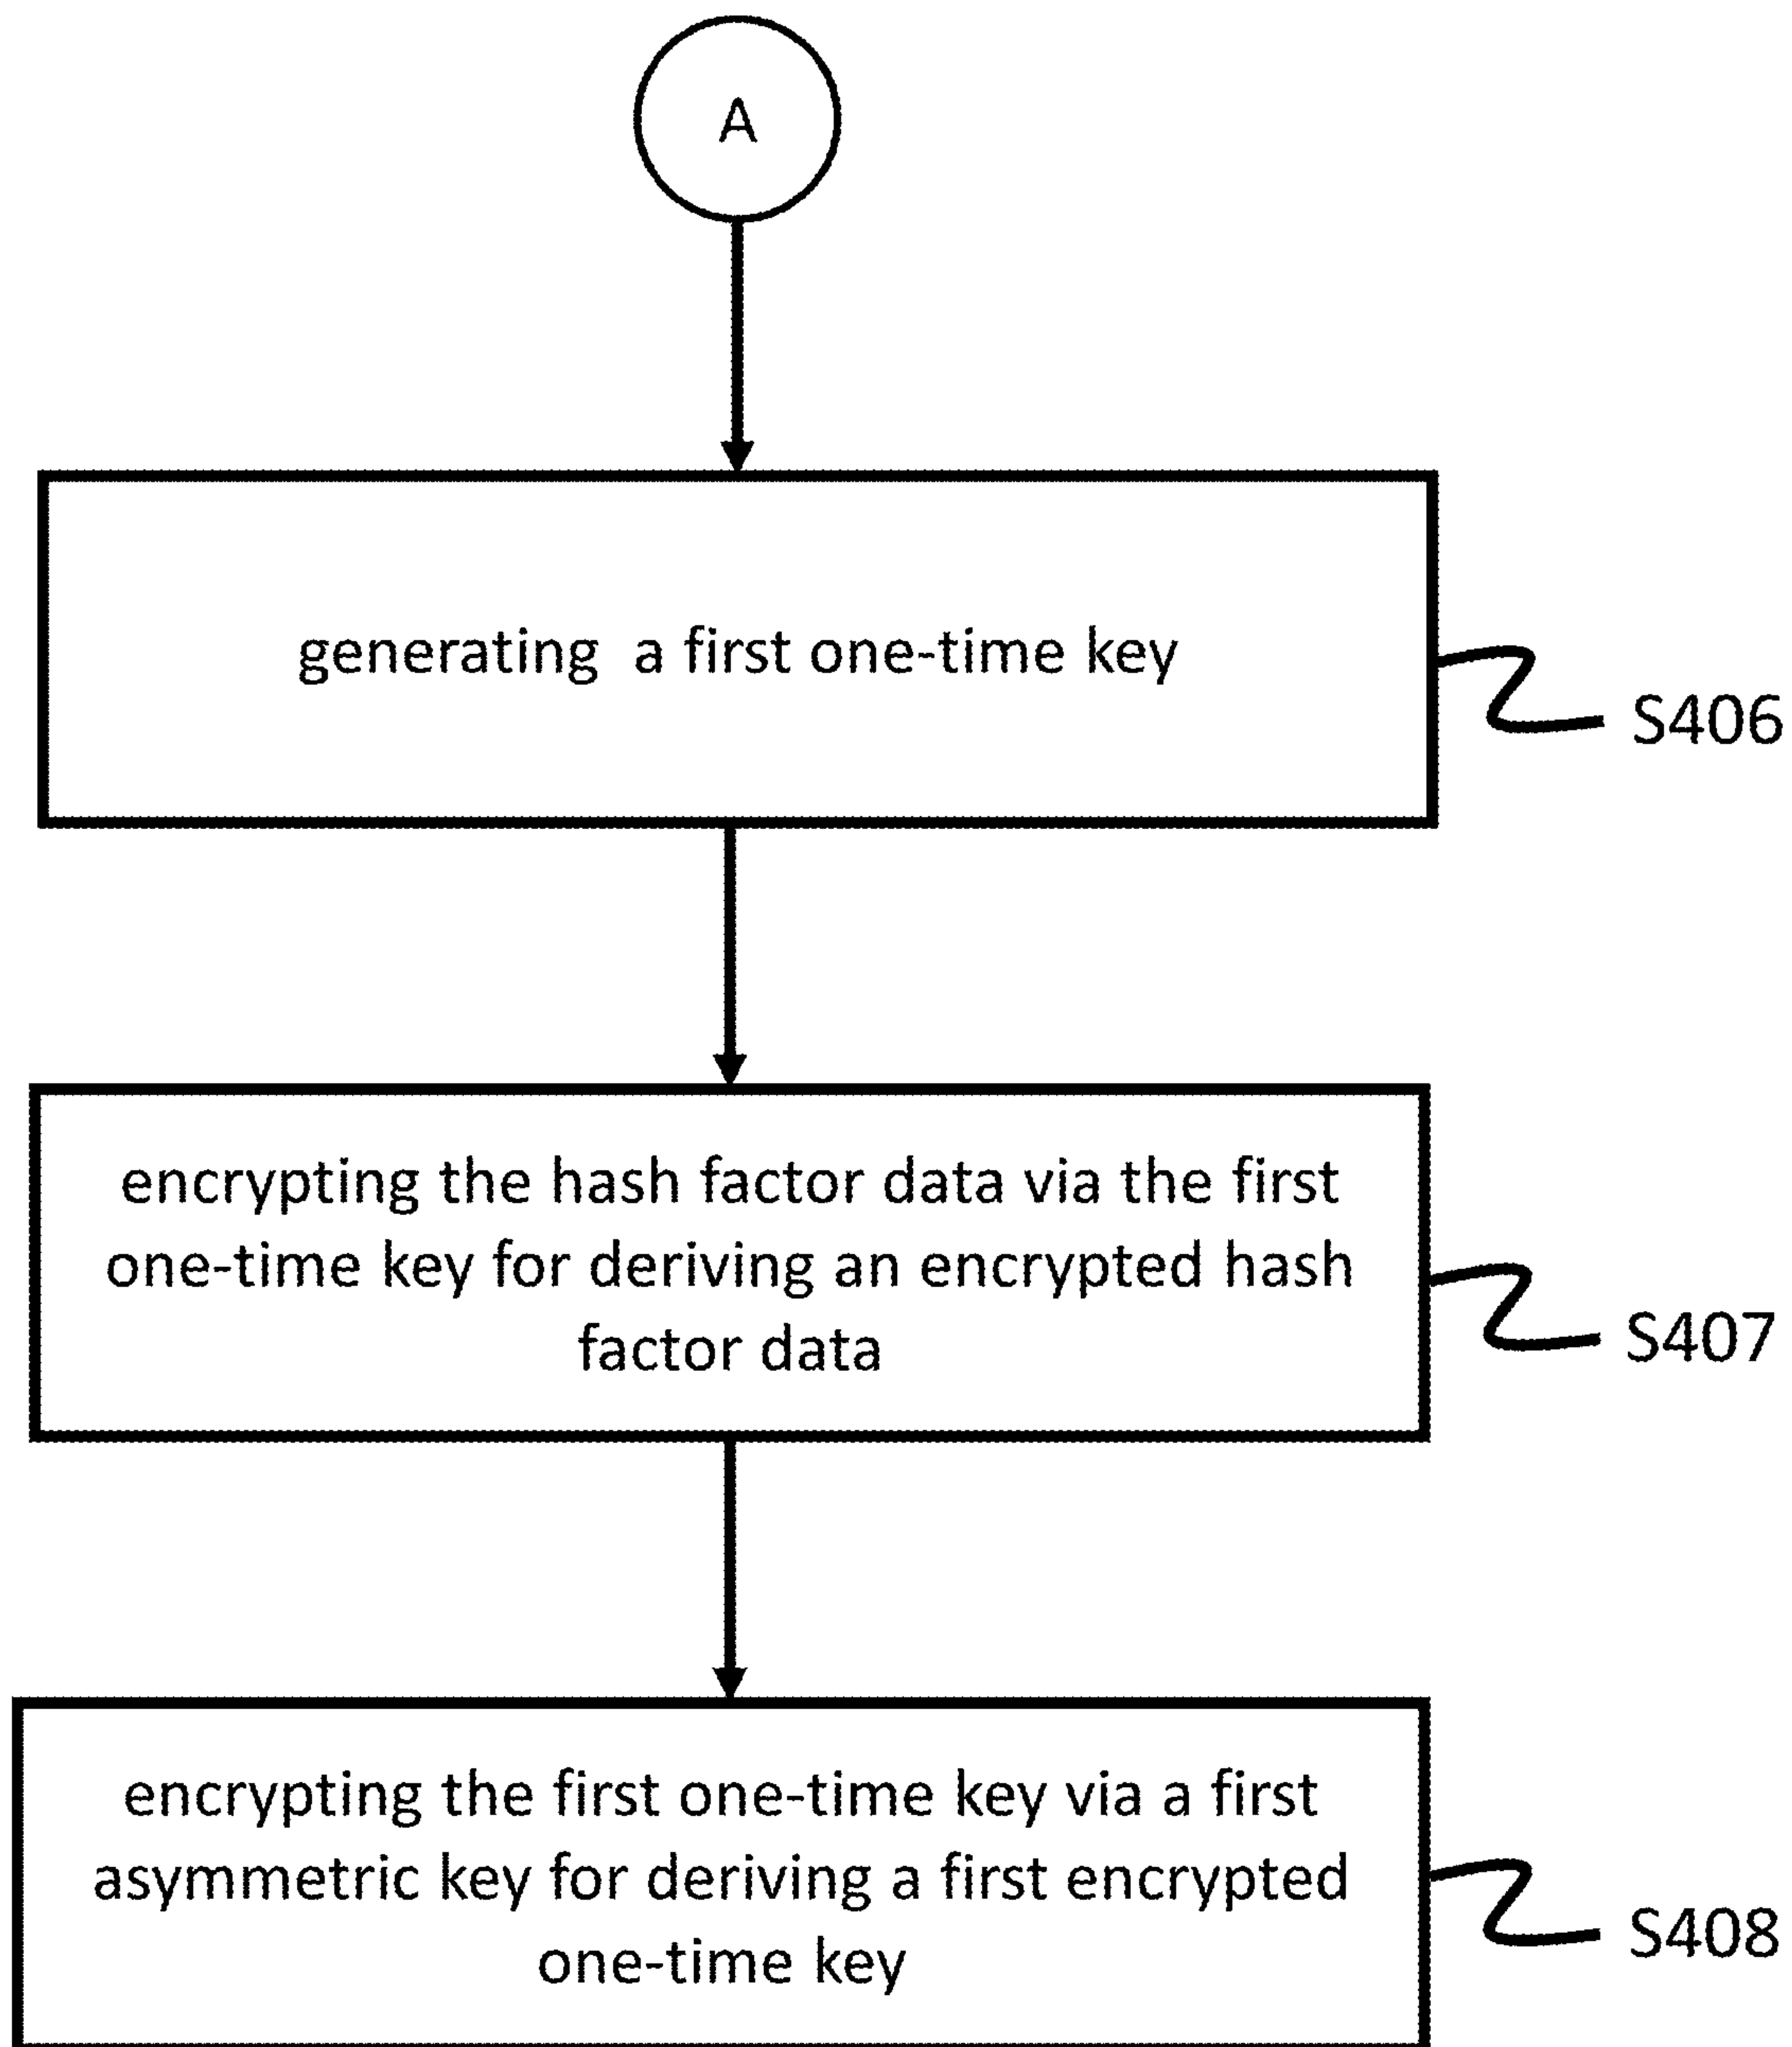 A
generating a first one-time key
S406
encrypting the hash factor data via the first
one-time key for deriving an encrypted hash
factor data
S407
encrypting the first one-time key via a first
asymmetric key for deriving a first encrypted
one-time key
S408